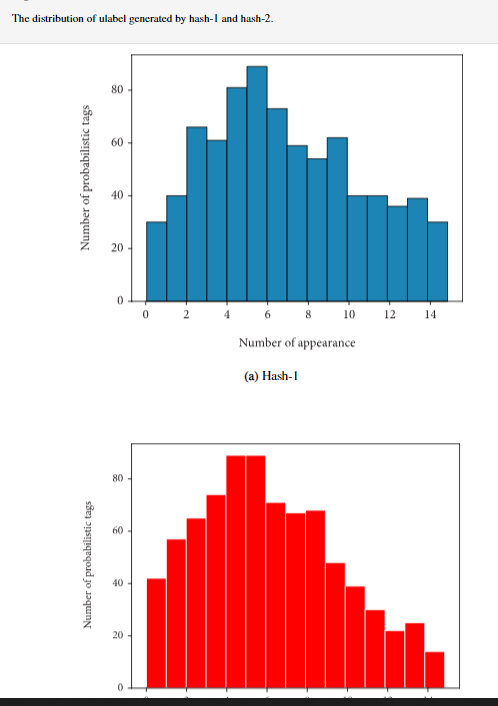 The distribution of ulabel generated by hash-1 and hash-2.
80
60
40
20
0
Number of probabilistic tags
0 2 4 6 8 10 12 14
Number of appearance
(a) Hash-1
80
60
40
20
0
Number of probabilistic tags